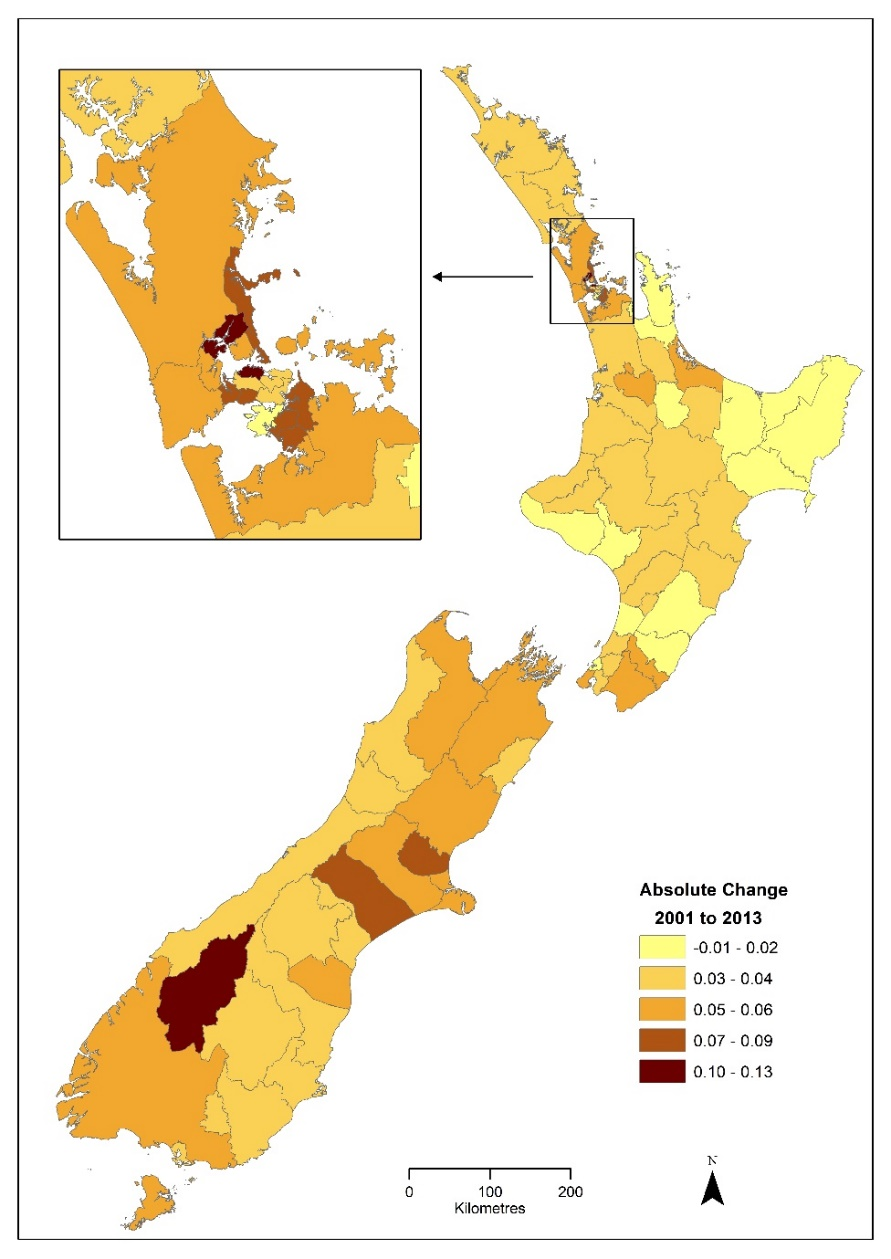 Absolute Change
2001 to 2013
-0.01 - 0.02
0.03 - 0.04
0.05 - 0.06
0.07 - 0.09
0.10 - 0.13
N
0 100 200
Kilometres